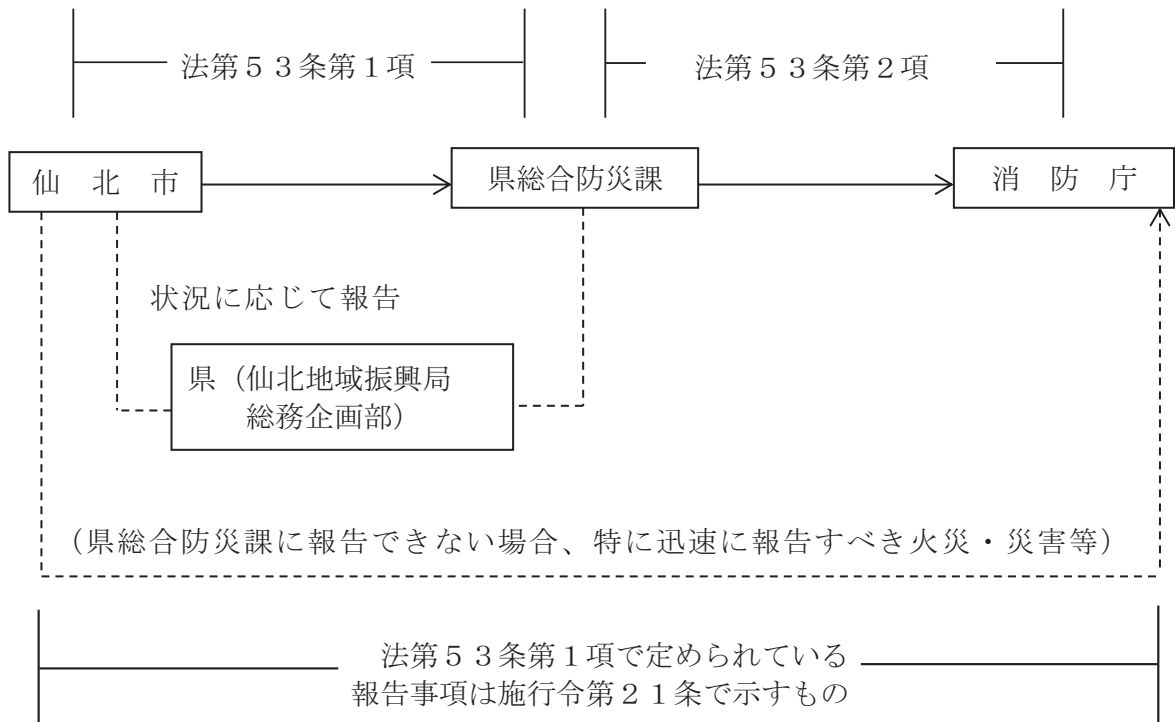 法第５３条第１項
法第５３条第２項
仙　北　市
県総合防災課
消　防　庁
状況に応じて報告
県（仙北地域振興局
総務企画部）
（県総合防災課に報告できない場合、特に迅速に報告すべき火災・災害等）
法第５３条第１項で定められている
報告事項は施行令第２１条で示すもの